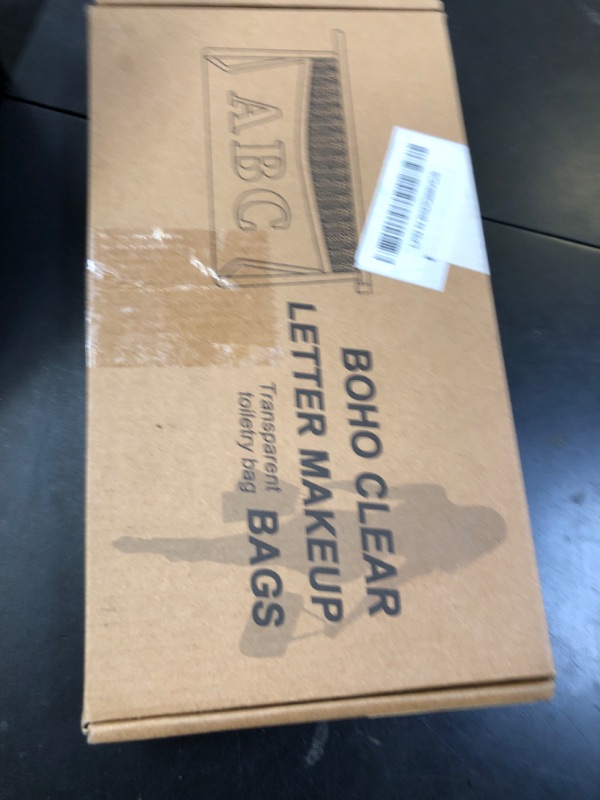 ABC
BOHO CLEAR
LETTER MAKEUP
Transparent
toiletry bag
BAGS